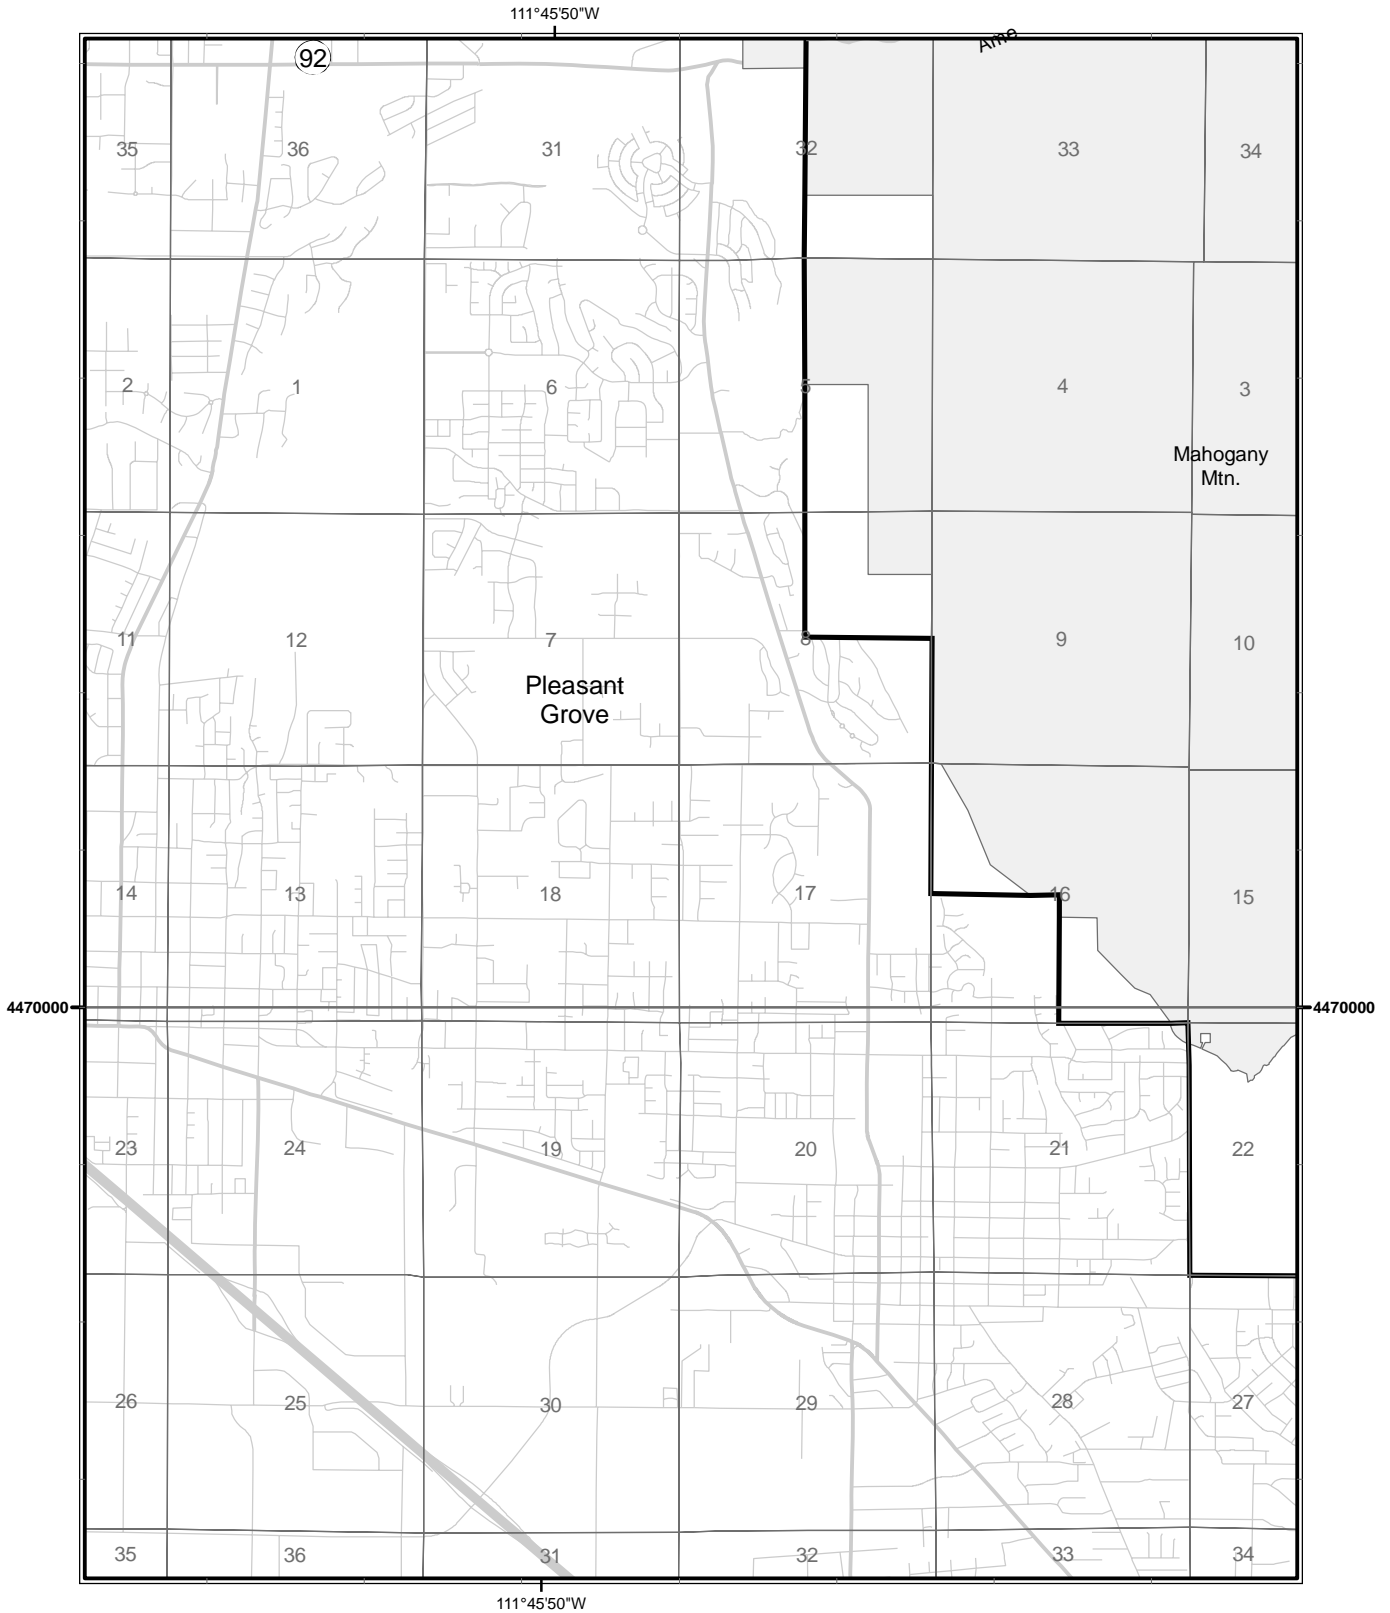 111°45'50"W
Ame
92
35 36 31 32 33 34
2 1 6 5 4 3
Mahogany
Mtn.
11 12 7 8 9 10
Pleasant
Grove
14 13 18 17 16 15
4470000 4470000
23 24 19 20 21 22
26 25 30 29 28 27
35 36 31 32 33 34
111°45'50"W